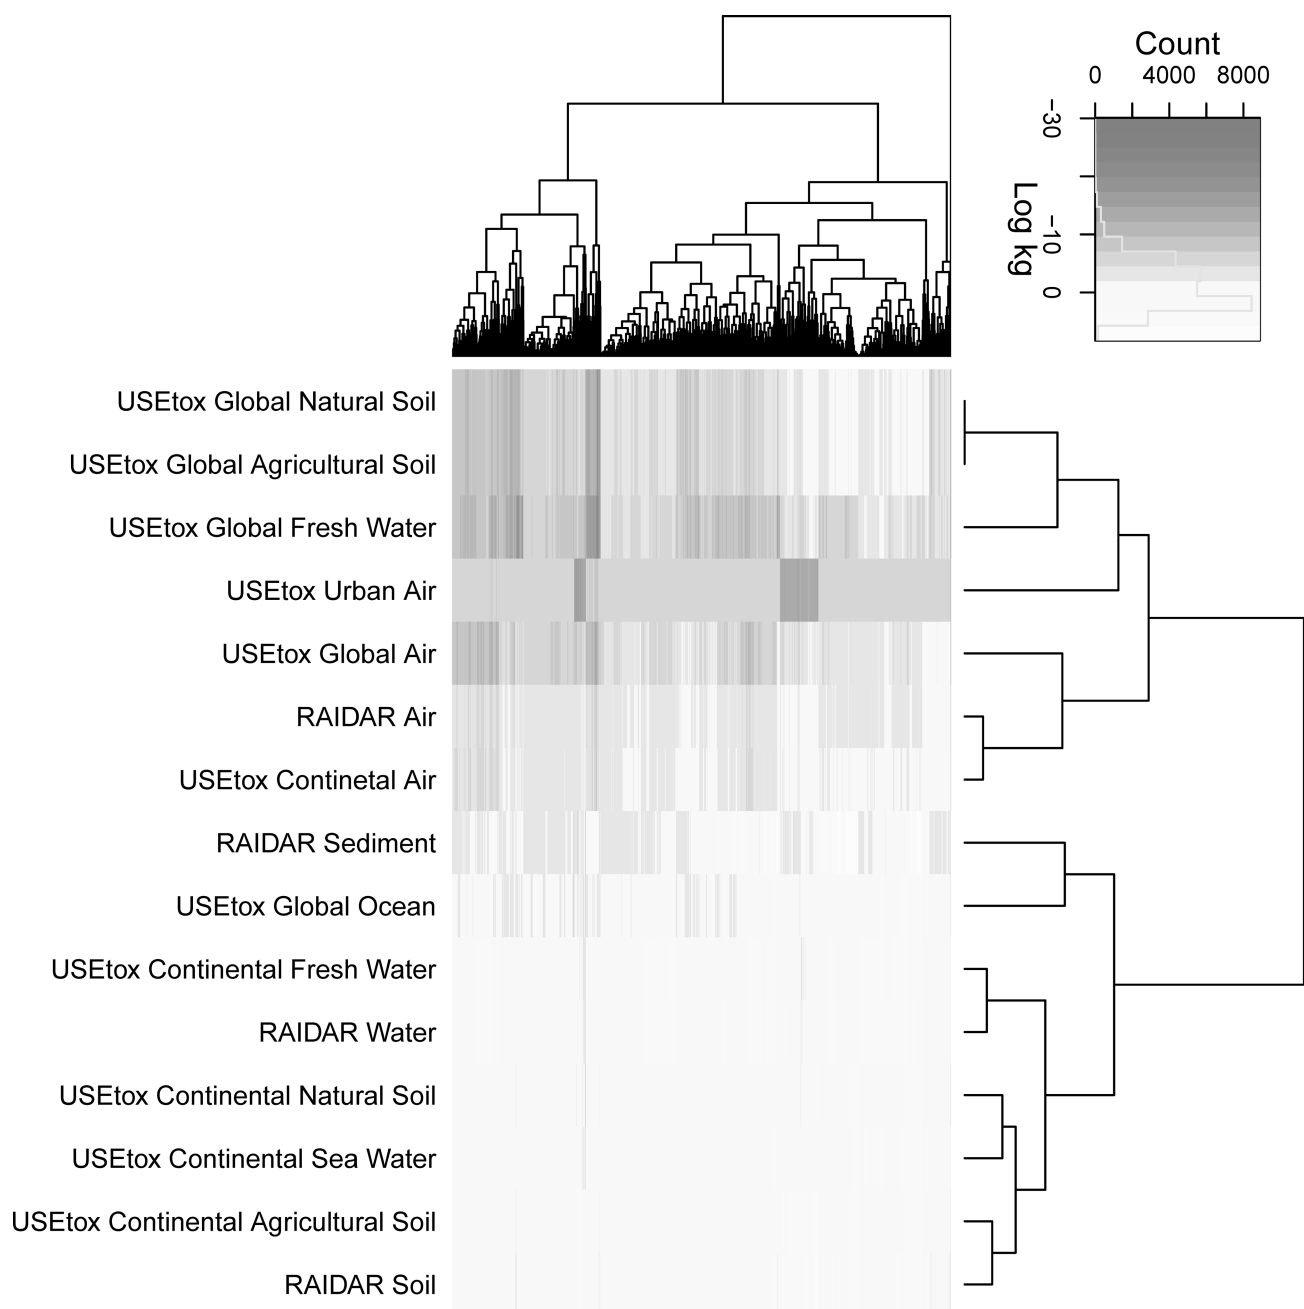 Count
0 4000 8000
-30
-10
0
Log kg
USEtox Global Natural Soil
USEtox Global Agricultural Soil
USEtox Global Fresh Water
USEtox Urban Air
USEtox Global Air
RAIDAR Air
USEtox Continetal Air
RAIDAR Sediment
USEtox Global Ocean
USEtox Continental Fresh Water
RAIDAR Water
USEtox Continental Natural Soil
USEtox Continental Sea Water
USEtox Continental Agricultural Soil
RAIDAR Soil